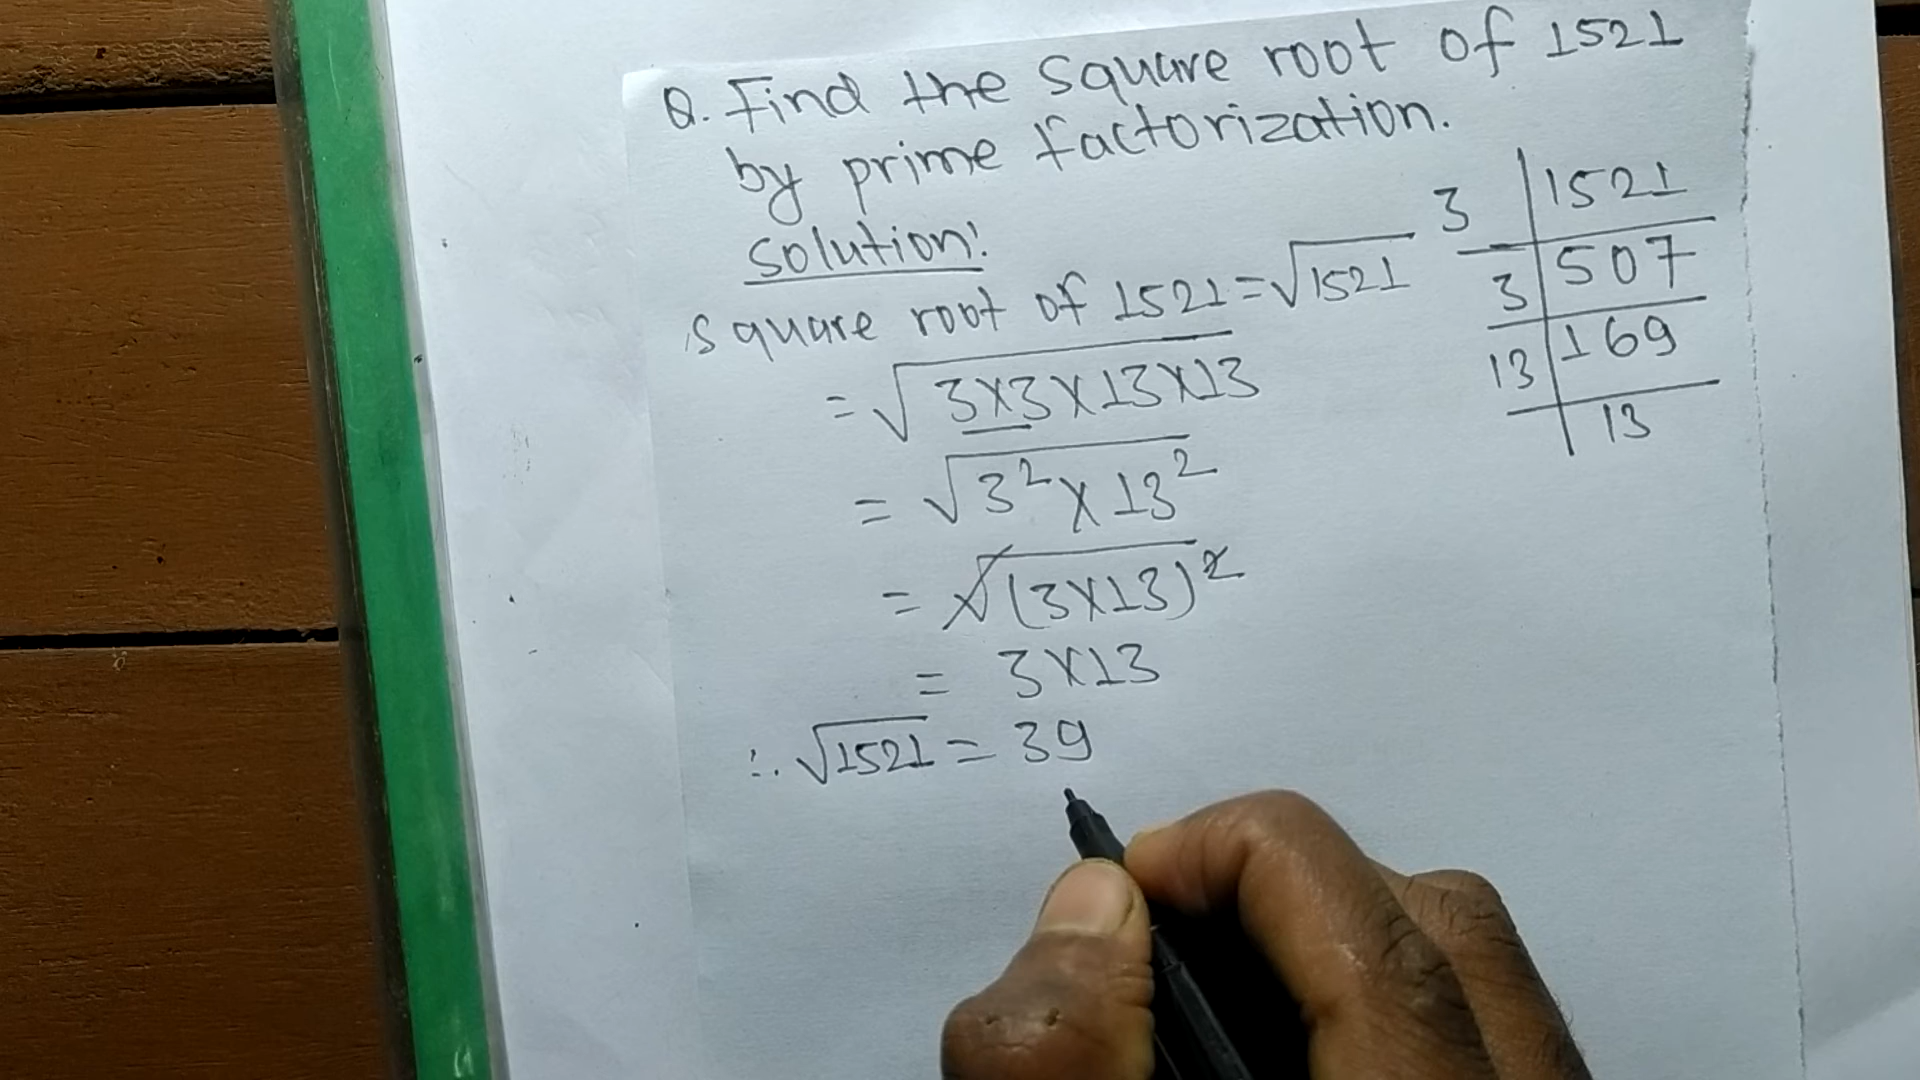 Q. Find the square root of 1521
by prime factorization.
solution:
square root of 1521 = √1521
= √3×3×13×13
= √3² × 13²
= √(3×13)²
= 3×13
∴ √1521 = 39
3 | 1521
3 | 507
13 | 169
| 13